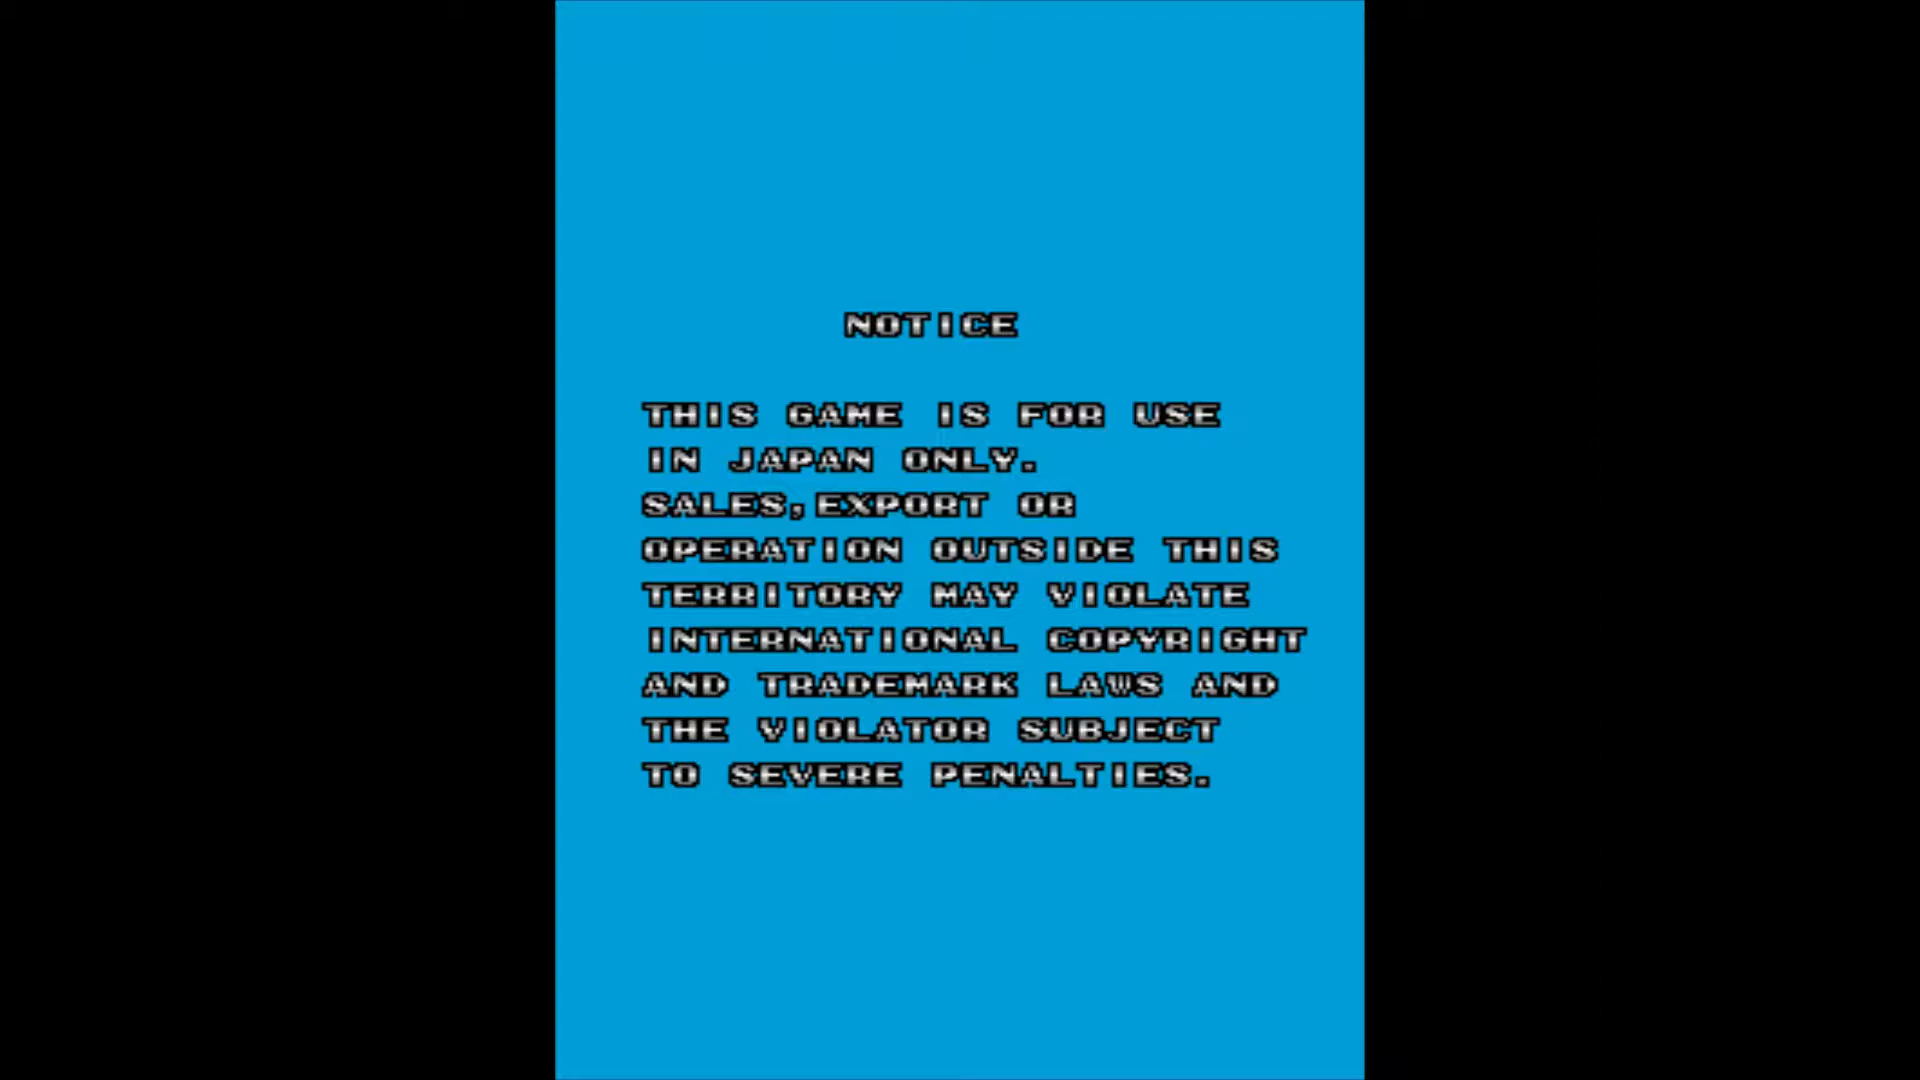 NOTICE
THIS GAME IS FOR USE
IN JAPAN ONLY.
SALES,EXPORT OR
OPERATION OUTSIDE THIS
TERRITORY MAY VIOLATE
INTERNATIONAL COPYRIGHT
AND TRADEMARK LAWS AND
THE VIOLATOR SUBJECT
TO SEVERE PENALTIES.